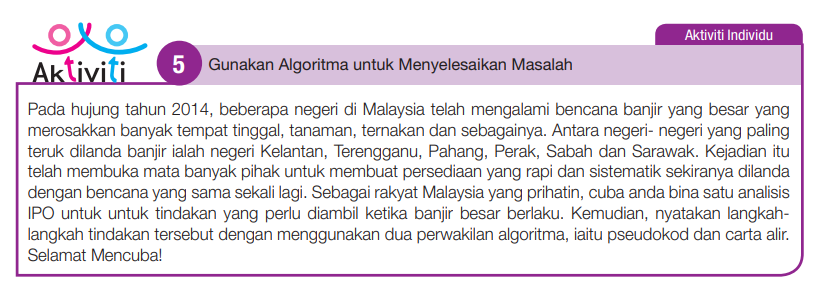 Aktiviti Individu
Aktiviti
5
Gunakan Algoritma untuk Menyelesaikan Masalah
Pada hujung tahun 2014, beberapa negeri di Malaysia telah mengalami bencana banjir yang besar yang
merosakkan banyak tempat tinggal, tanaman, ternakan dan sebagainya. Antara negeri- negeri yang paling
teruk dilanda banjir ialah negeri Kelantan, Terengganu, Pahang, Perak, Sabah dan Sarawak. Kejadian itu
telah membuka mata banyak pihak untuk membuat persediaan yang rapi dan sistematik sekiranya dilanda
dengan bencana yang sama sekali lagi. Sebagai rakyat Malaysia yang prihatin, cuba anda bina satu analisis
IPO untuk untuk tindakan yang perlu diambil ketika banjir besar berlaku. Kemudian, nyatakan langkah-
langkah tindakan tersebut dengan menggunakan dua perwakilan algoritma, iaitu pseudokod dan carta alir.
Selamat Mencuba!